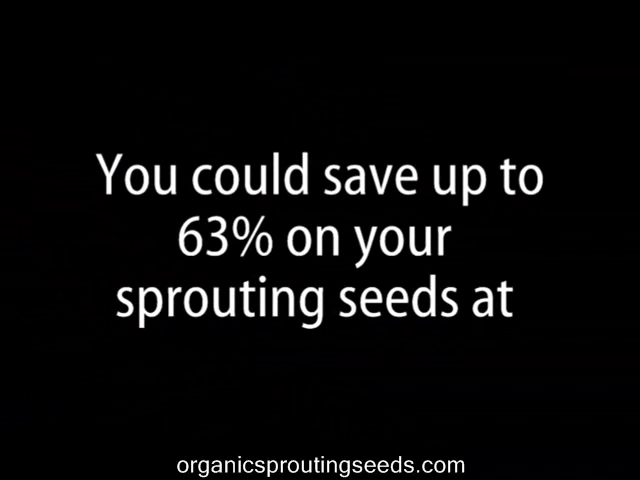 You could save up to
63% on your
sprouting seeds at
organicsproutingseeds.com